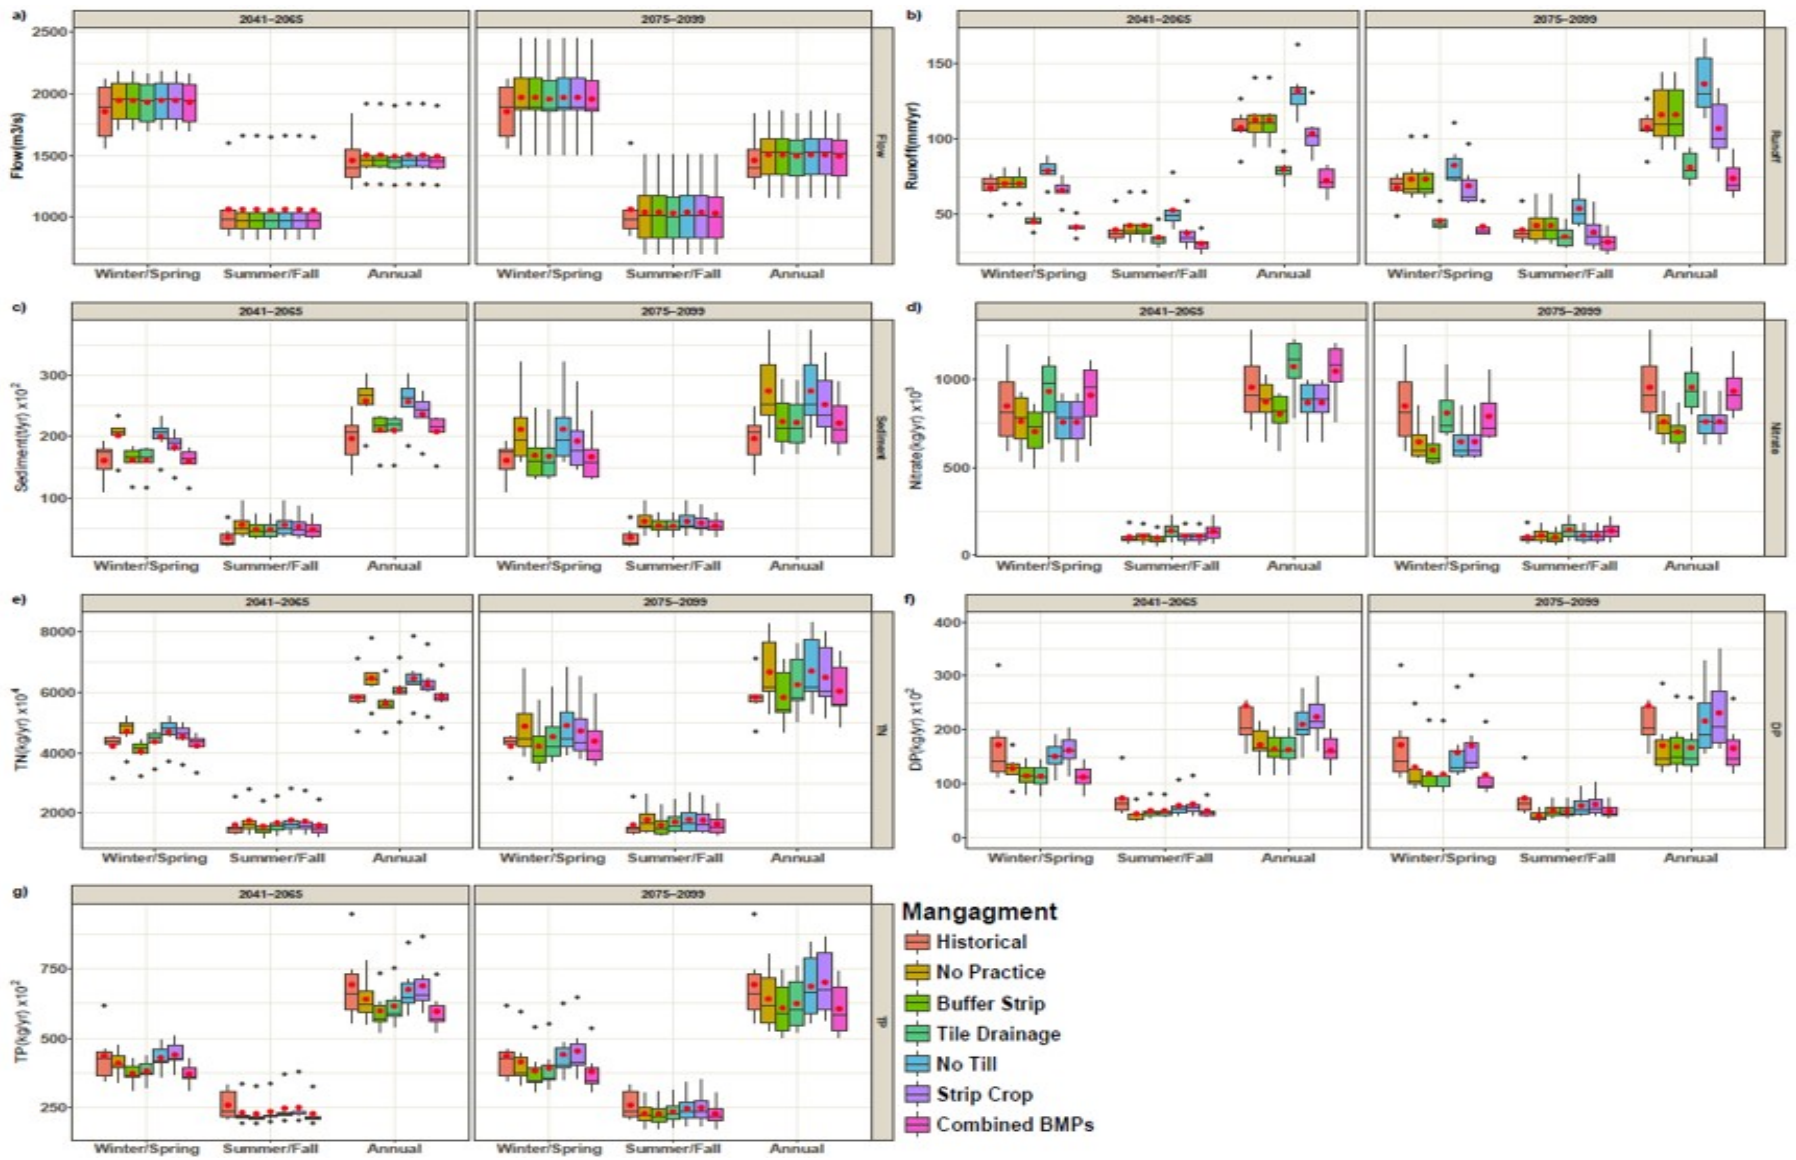 a)
2041–2065
2075–2099
2500
2000
1500
1000
Flow(m3/s)
Flow
Winter/Spring
Summer/Fall
Annual
Winter/Spring
Summer/Fall
Annual
b)
2041–2065
2075–2099
150
100
50
Runoff(mm/yr)
Runoff
Winter/Spring
Summer/Fall
Annual
Winter/Spring
Summer/Fall
Annual
c)
2041–2065
2075–2099
300
200
100
Sediment(t/yr) x10²
Sediment
Winter/Spring
Summer/Fall
Annual
Winter/Spring
Summer/Fall
Annual
d)
2041–2065
2075–2099
1000
500
0
Nitrate(kg/yr) x10³
Nitrate
Winter/Spring
Summer/Fall
Annual
Winter/Spring
Summer/Fall
Annual
e)
2041–2065
2075–2099
8000
6000
4000
2000
TN(kg/yr) x10⁴
TN
Winter/Spring
Summer/Fall
Annual
Winter/Spring
Summer/Fall
Annual
f)
2041–2065
2075–2099
400
300
200
100
0
DP(kg/yr) x10²
DP
Winter/Spring
Summer/Fall
Annual
Winter/Spring
Summer/Fall
Annual
g)
2041–2065
2075–2099
750
500
250
TP(kg/yr) x10²
TP
Winter/Spring
Summer/Fall
Annual
Winter/Spring
Summer/Fall
Annual
Mangagment
Historical
No Practice
Buffer Strip
Tile Drainage
No Till
Strip Crop
Combined BMPs